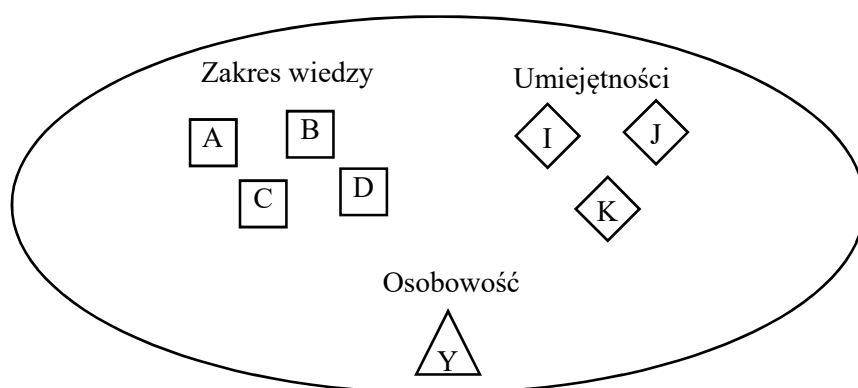 Zakres wiedzy
Umiejętności
A
B
C
D
I
J
K
Osobowość
Y